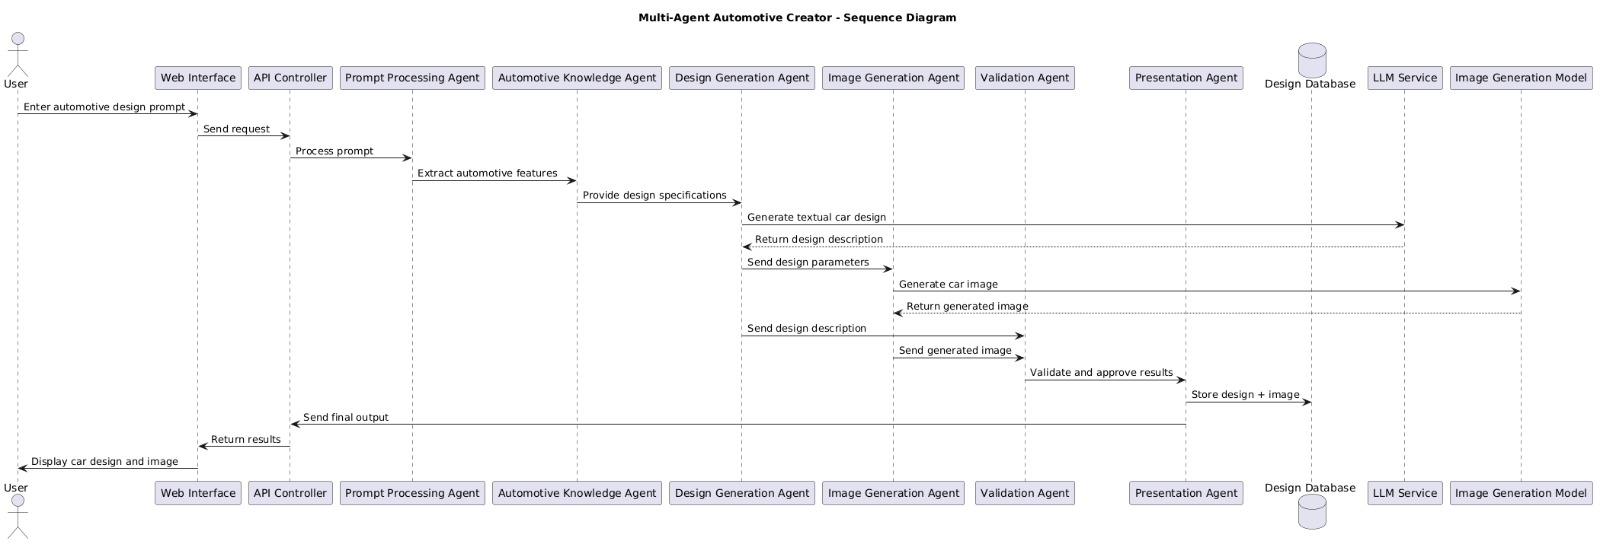 Multi-Agent Automotive Creator - Sequence Diagram
User
Web Interface
API Controller
Prompt Processing Agent
Automotive Knowledge Agent
Design Generation Agent
Image Generation Agent
Validation Agent
Presentation Agent
Design Database
LLM Service
Image Generation Model
Enter automotive design prompt
Send request
Process prompt
Extract automotive features
Provide design specifications
Generate textual car design
Return design description
Send design parameters
Generate car image
Return generated image
Send design description
Send generated image
Validate and approve results
Store design + image
Send final output
Return results
Display car design and image
User
Web Interface
API Controller
Prompt Processing Agent
Automotive Knowledge Agent
Design Generation Agent
Image Generation Agent
Validation Agent
Presentation Agent
Design Database
LLM Service
Image Generation Model